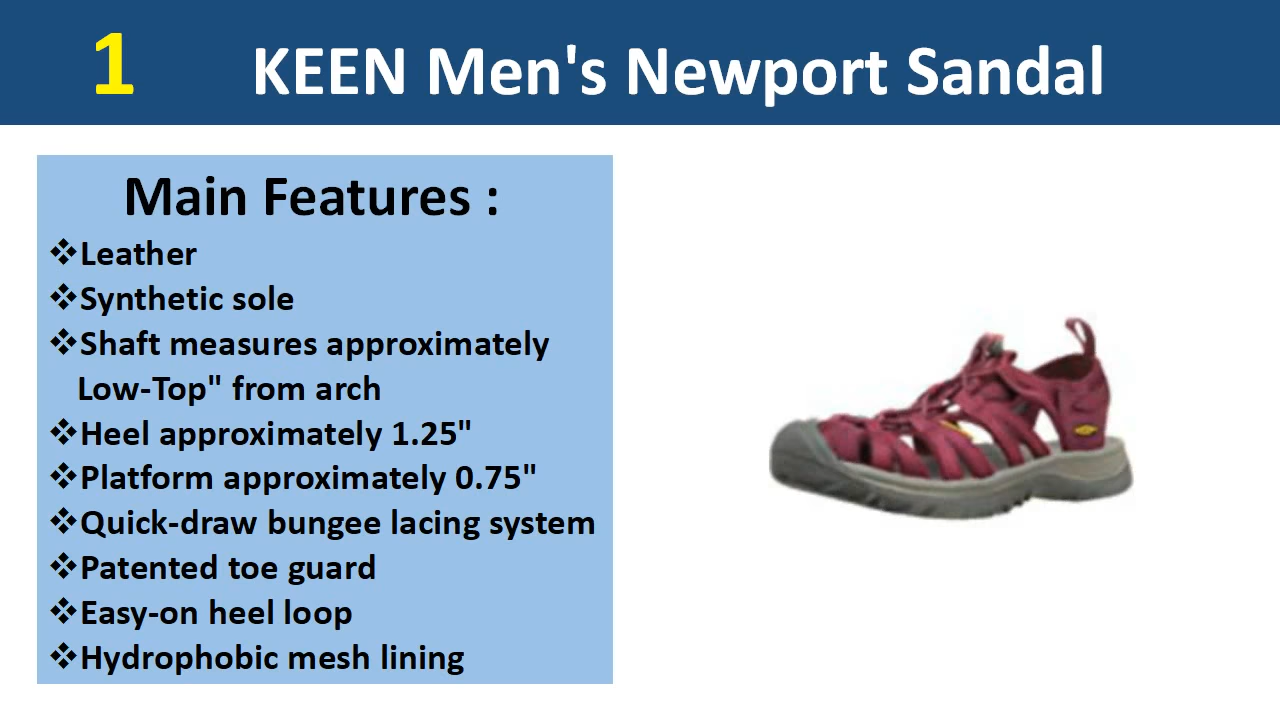 1 KEEN Men's Newport Sandal
Main Features :
❖Leather
❖Synthetic sole
❖Shaft measures approximately
Low-Top" from arch
❖Heel approximately 1.25"
❖Platform approximately 0.75"
❖Quick-draw bungee lacing system
❖Patented toe guard
❖Easy-on heel loop
❖Hydrophobic mesh lining